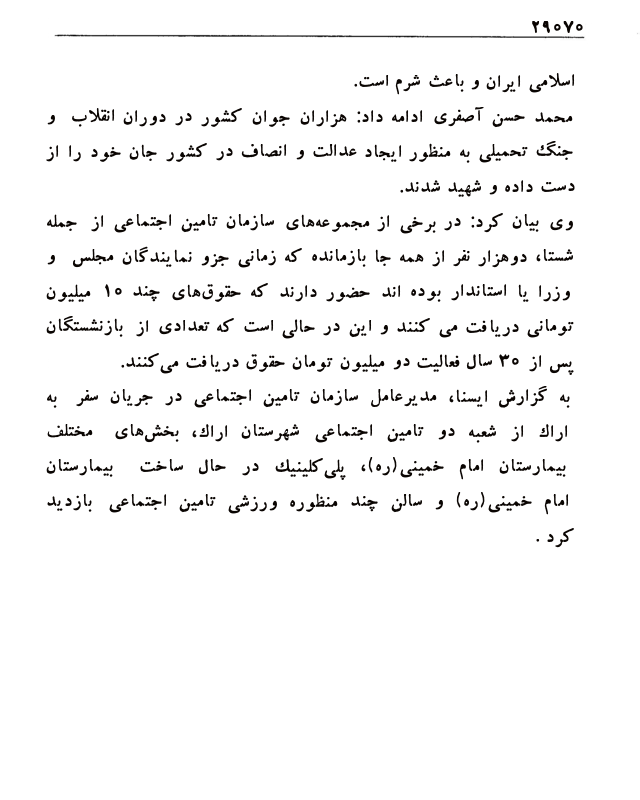 ۲۹۰۷۰
اسلامی ایران و باعث شرم است.
محمد حسن آصفری ادامه داد: هزاران جوان کشور در دوران انقلاب و
جنگ تحمیلی به منظور ایجاد عدالت و انصاف در کشور جان خود را از
دست داده و شهید شدند.
وی بیان کرد: در برخی از مجموعه‌های سازمان تامین اجتماعی از جمله
شستا، دوهزار نفر از همه جا بازمانده که زمانی جزو نمایندگان مجلس و
وزرا یا استاندار بوده اند حضور دارند که حقوق‌های چند ۱۰ میلیون
تومانی دریافت می کنند و این در حالی است که تعدادی از بازنشستگان
پس از ۳۰ سال فعالیت دو میلیون تومان حقوق دریافت می‌کنند.
به گزارش ایسنا، مدیرعامل سازمان تامین اجتماعی در جریان سفر به
اراک از شعبه دو تامین اجتماعی شهرستان اراک، بخش‌های مختلف
بیمارستان امام خمینی(ره)، پلی‌کلینیک در حال ساخت بیمارستان
امام خمینی(ره) و سالن چند منظوره ورزشی تامین اجتماعی بازدید
کرد .